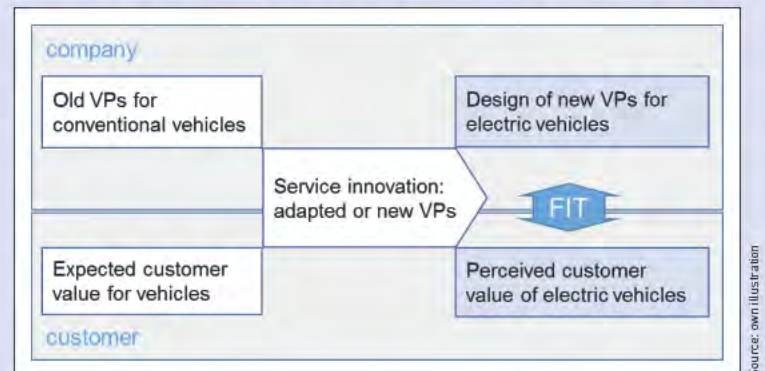 company
Old VPs for
conventional vehicles
Design of new VPs for
electric vehicles
Service innovation:
adapted or new VPs
FIT
Expected customer
value for vehicles
Perceived customer
value of electric vehicles
customer
Source: own illustration